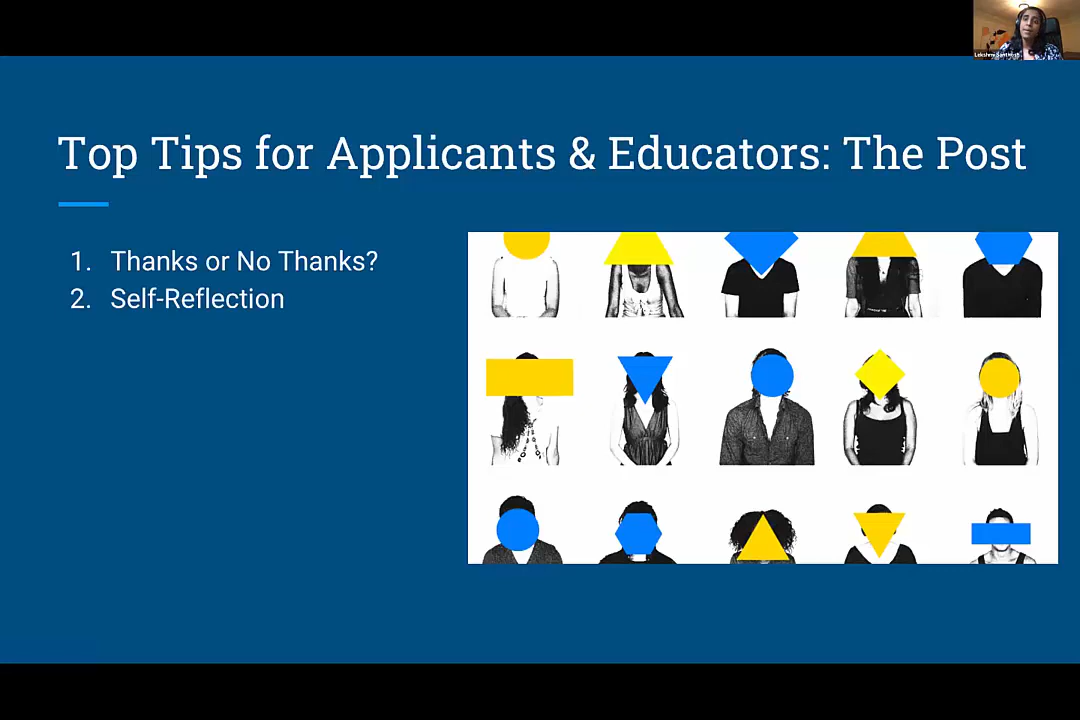 Top Tips for Applicants & Educators: The Post
1. Thanks or No Thanks?
2. Self-Reflection